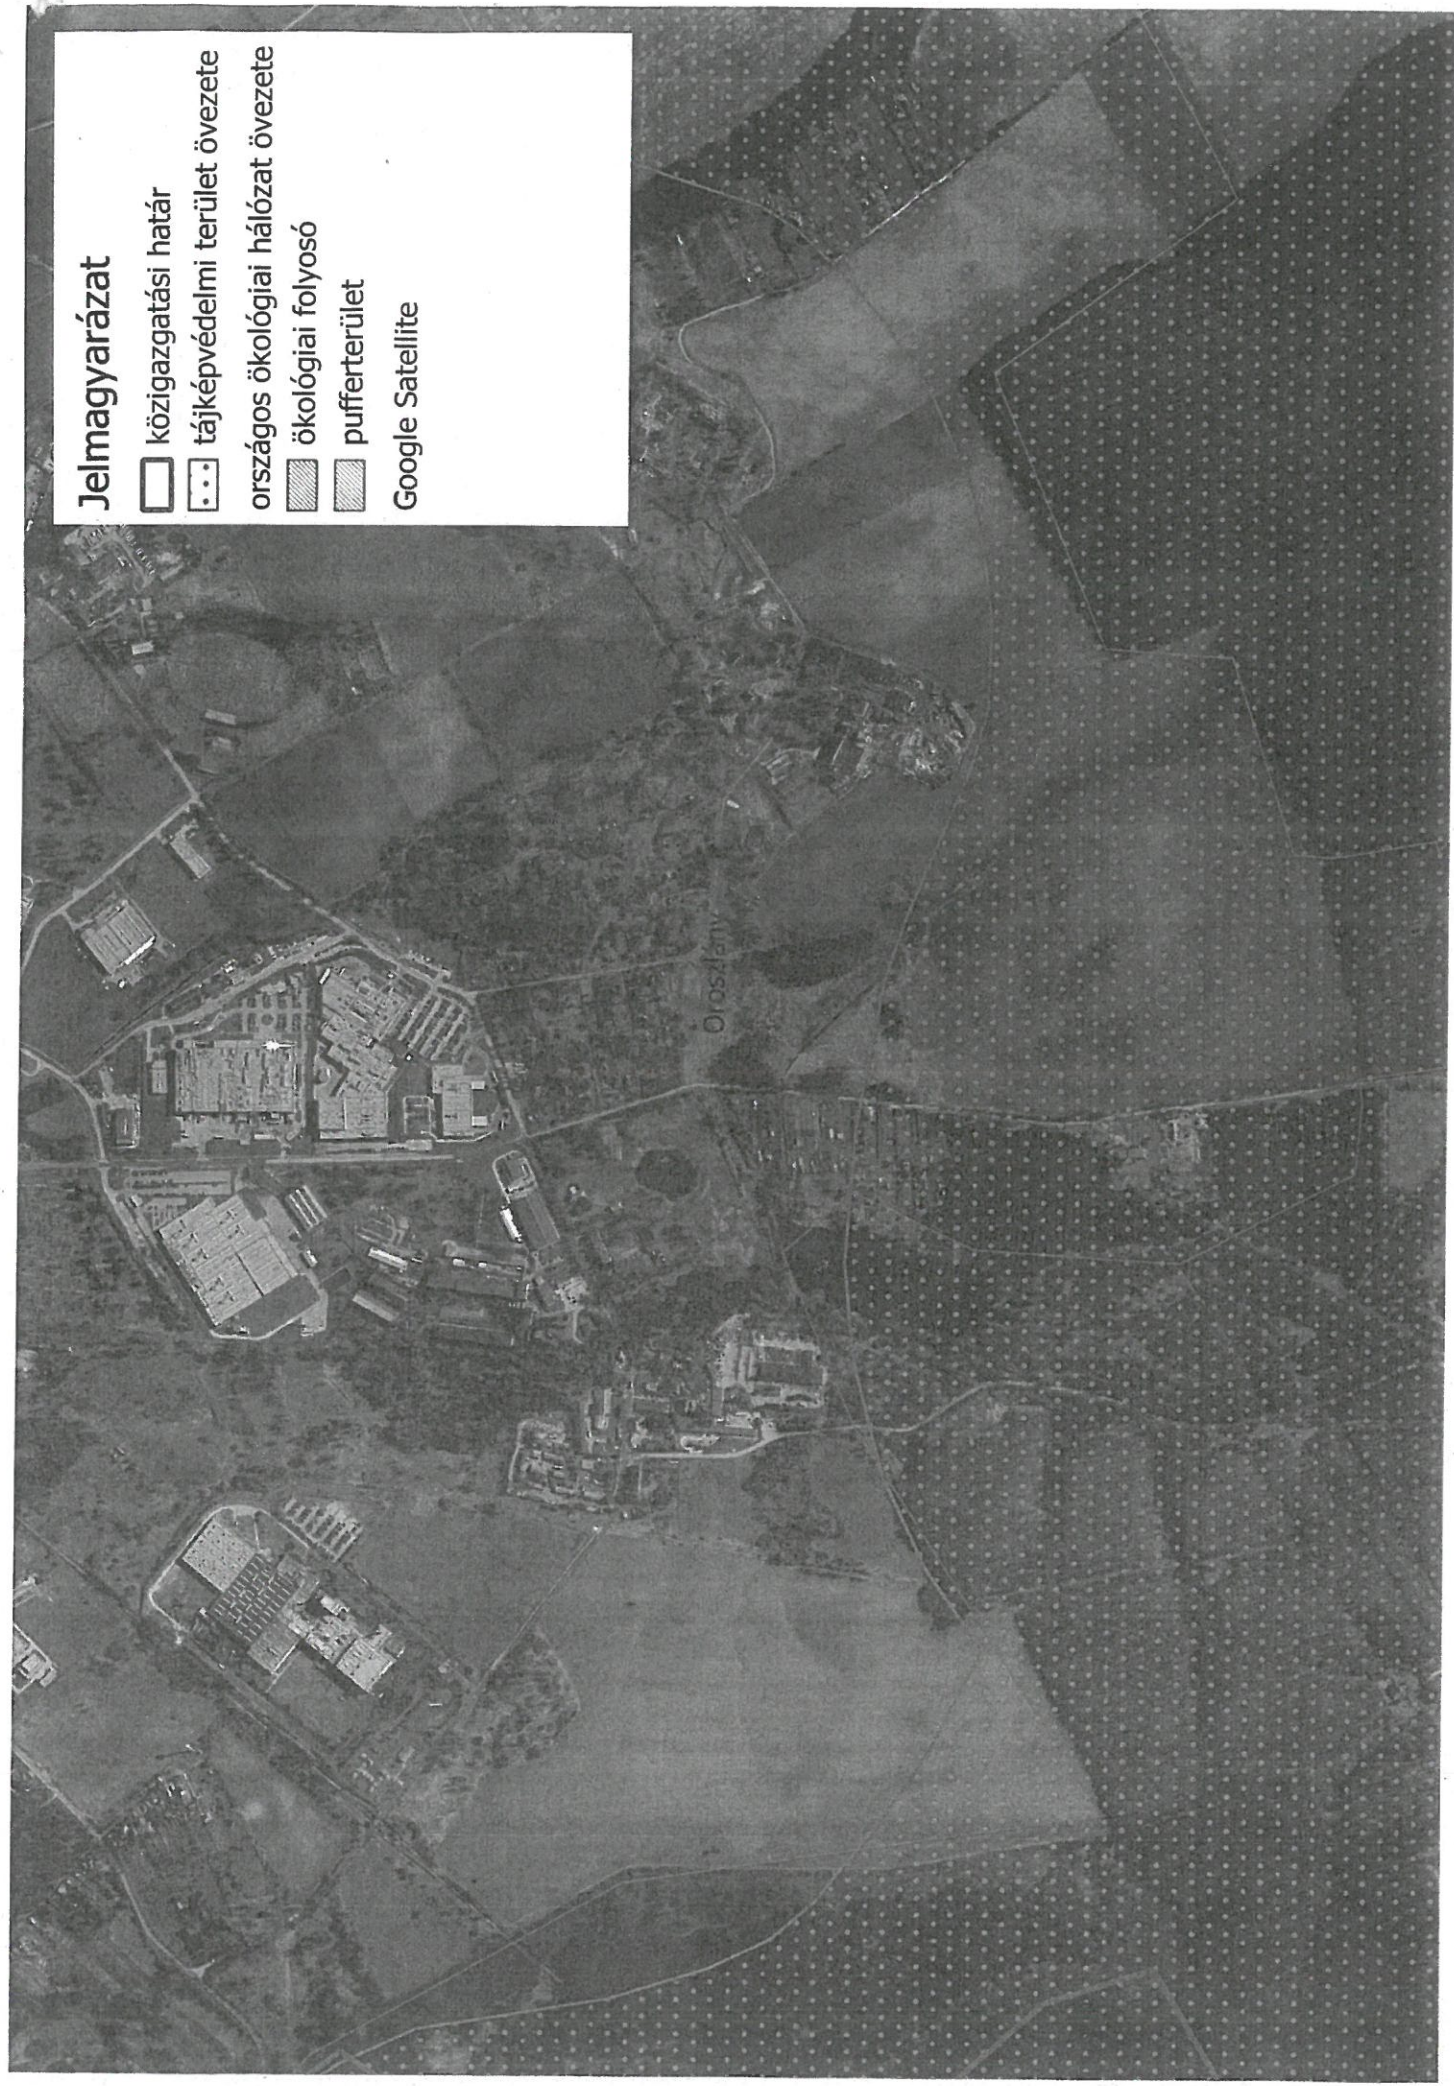 Jelmagyarázat
közigazgatási határ
tájképvédelmi terület övezete
országos ökológiai hálózat övezete
ökológiai folyosó
pufferterület
Google Satellite
Oroszlány